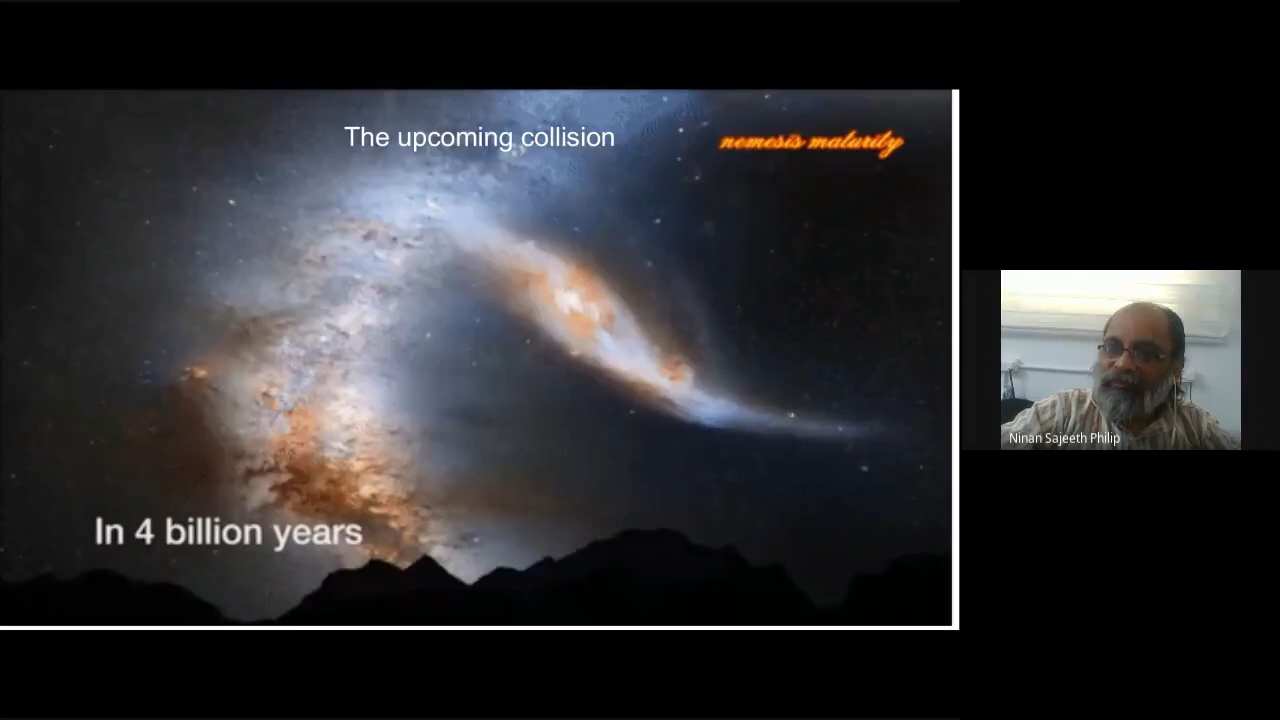 The upcoming collision
nemesis maturity
In 4 billion years
Ninan Sajeeth Philip